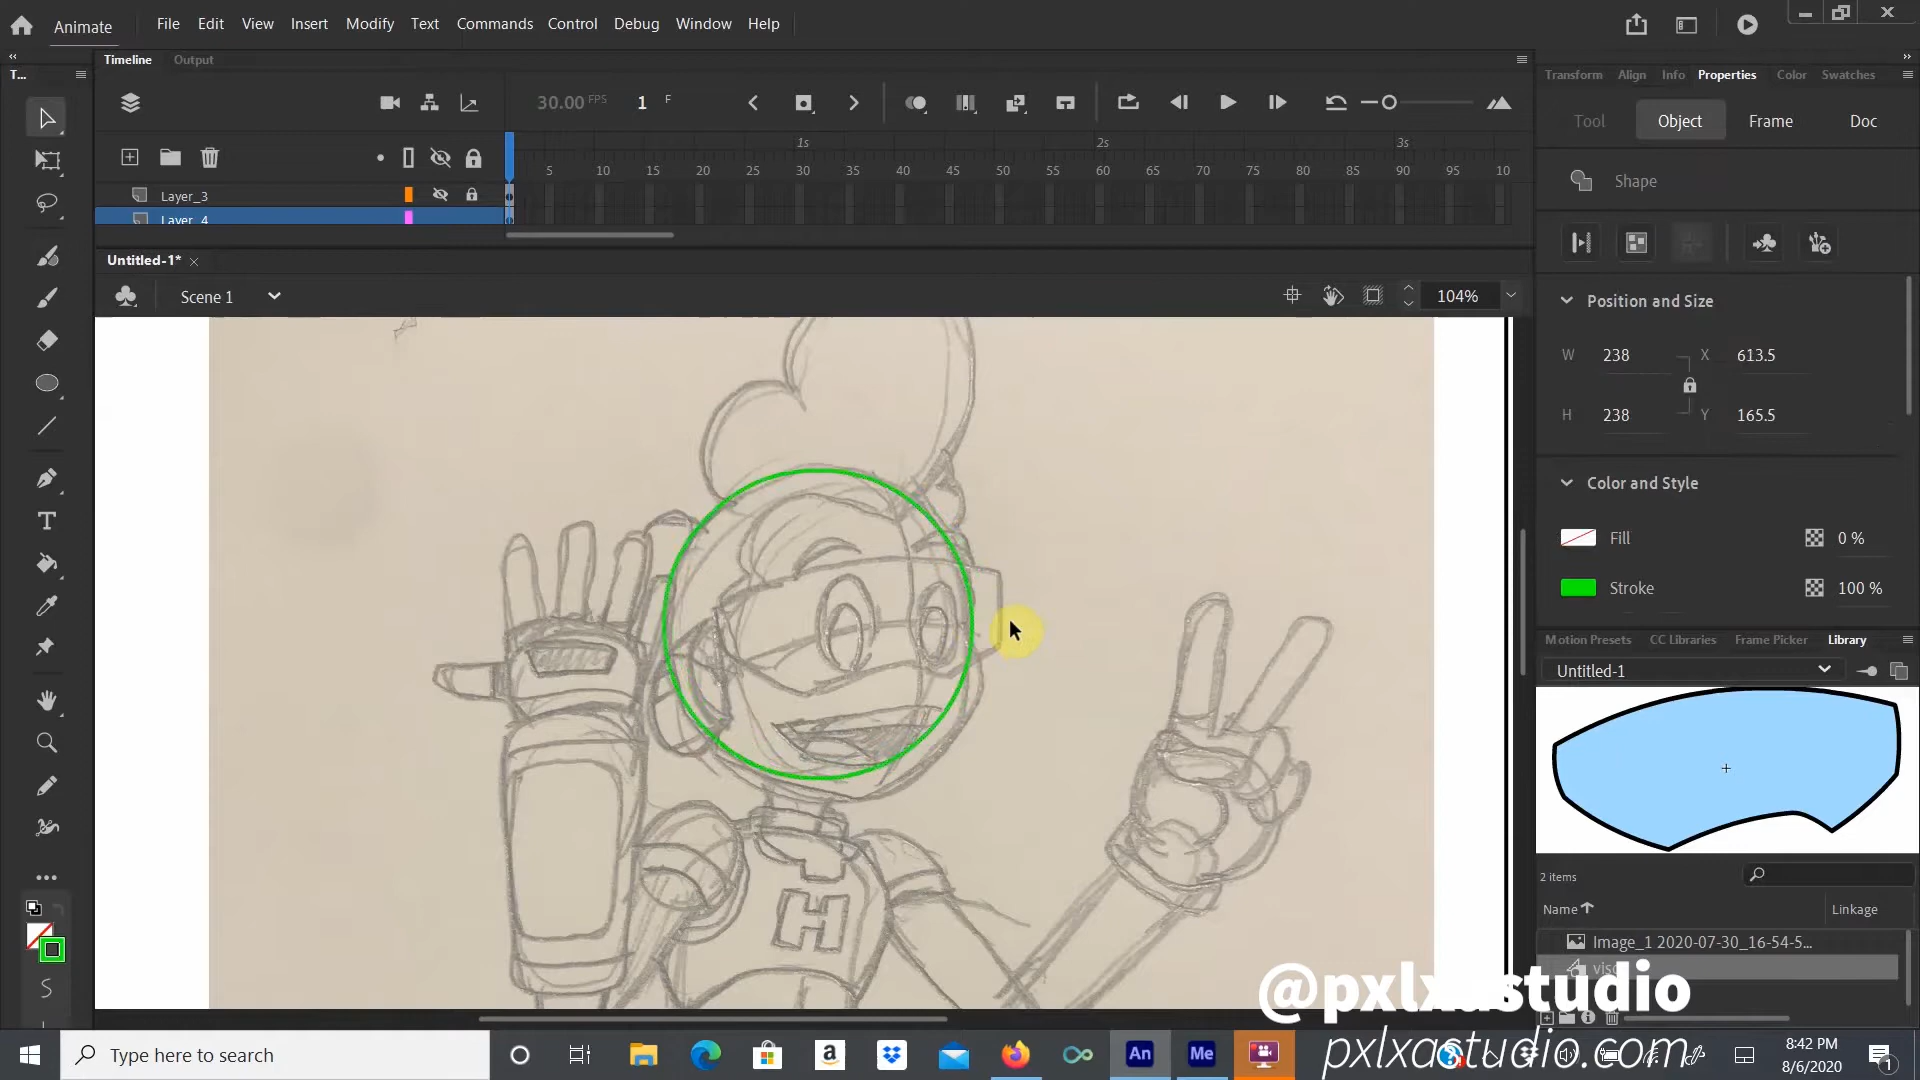 Animate File Edit View Insert Modify Text Commands Control Debug Window Help
Timeline Output
T... Transform Align Info Properties Color Swatches
30.00 FPS 1 F
Tool Object Frame Doc
1s 2s 3s
5 10 15 20 25 30 35 40 45 50 55 60 65 70 75 80 85 90 95 10
Layer_3
Layer_4
Shape
Untitled-1*
Scene 1 104%
Position and Size
W 238 X 613.5
H 238 Y 165.5
Color and Style
Fill 0 %
Stroke 100 %
Motion Presets CC Libraries Frame Picker Library
Untitled-1
H
2 items
Name Linkage
Image_1 2020-07-30_16-54-5...
@pxlxastudio
pxlxastudio.com
Type here to search
a An Me
8:42 PM
8/6/2020
1